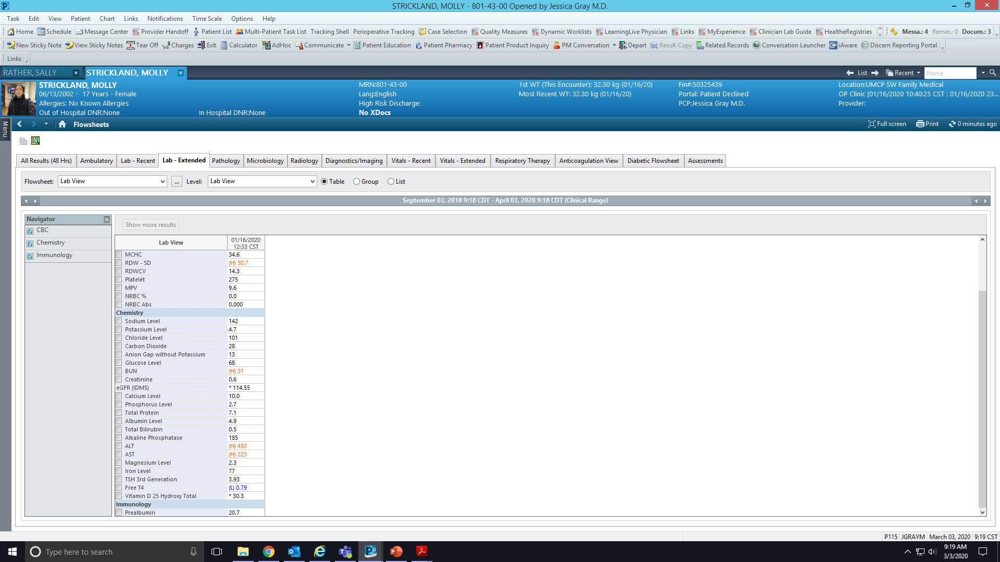 STRICKLAND, MOLLY - 801-43-00 Opened by Jessica Gray M.D.
Task Edit View Patient Chart Links Notifications Time Scale Options Help
Home Schedule Message Center Provider Handoff Patient List Multi-Patient Task List Tracking Shell Perioperative Tracking Case Selection Quality Measures Dynamic Worklists LearningLive Physician Links MyExperience Clinician Lab Guide HealtheRegistries Messa.: 4 Remin.: 0 Docum.: 3
New Sticky Note View Sticky Notes Tear Off Charges Exit Calculator AdHoc Communicate Patient Education Patient Pharmacy Patient Product Inquiry PM Conversation Depart Result Copy Related Records Conversation Launcher iAware Discern Reporting Portal
Links
RATHER, SALLY STRICKLAND, MOLLY List Recent Name
STRICKLAND, MOLLY MRN:801-43-00 1st WT (This Encounter): 32.30 kg (01/16/20) Fin#:50325439 Location:UMCP SW Family Medical
06/13/2002 - 17 Years - Female Lang:English Most Recent WT: 32.30 kg (01/16/20) Portal: Patient Declined OP Clinic [01/16/2020 10:40:25 CST : 01/16/2020 23...
Allergies: No Known Allergies High Risk Discharge: PCP:Jessica Gray M.D. Provider:
Out of Hospital DNR:None In Hospital DNR:None No XDocs
Menu
Flowsheets Full screen Print 0 minutes ago
All Results (48 Hrs) Ambulatory Lab - Recent Lab - Extended Pathology Microbiology Radiology Diagnostics/Imaging Vitals - Recent Vitals - Extended Respiratory Therapy Anticoagulation View Diabetic Flowsheet Assessments
Flowsheet: Lab View ... Level: Lab View Table Group List
September 03, 2018 9:18 CDT - April 03, 2020 9:18 CDT (Clinical Range)
Navigator
CBC
Chemistry
Immunology
Show more results
Lab View 01/16/2020
12:33 CST
MCHC 34.6
RDW - SD (H) 50.7
RDWCV 14.3
Platelet 275
MPV 9.6
NRBC % 0.0
NRBC Abs 0.000
Chemistry
Sodium Level 142
Potassium Level 4.7
Chloride Level 101
Carbon Dioxide 28
Anion Gap without Potassium 13
Glucose Level 68
BUN (H) 31
Creatinine 0.6
eGFR (IDMS) * 114.55
Calcium Level 10.0
Phosphorus Level 2.7
Total Protein 7.1
Albumin Level 4.9
Total Bilirubin 0.5
Alkaline Phosphatase 185
ALT (H) 450
AST (H) 223
Magnesium Level 2.3
Iron Level 77
TSH 3rd Generation 3.93
Free T4 (L) 0.79
Vitamin D 25 Hydroxy Total * 30.3
Immunology
Prealbumin 20.7
P115 JGRAYM March 03, 2020 9:19 CST
Type here to search
9:19 AM
3/3/2020